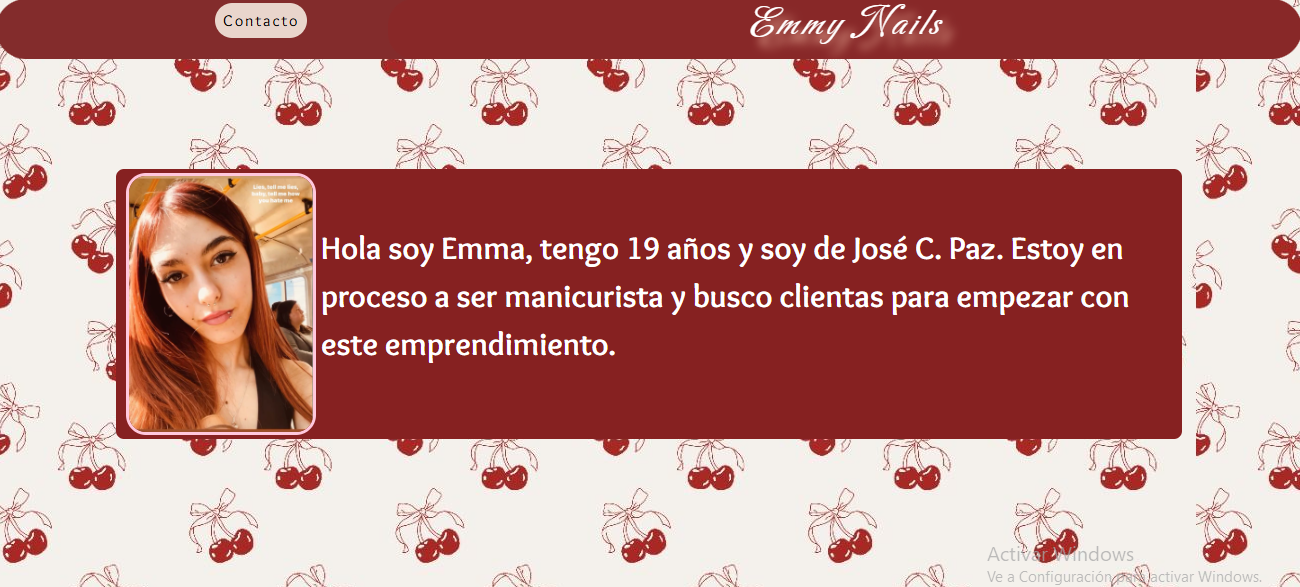 Contacto
Emmy Nails
Lies, tell me lies,
baby, tell me how
you hate me
Hola soy Emma, tengo 19 años y soy de José C. Paz. Estoy en
proceso a ser manicurista y busco clientas para empezar con
este emprendimiento.
Activar Windows
Ve a Configuración para activar Windows.